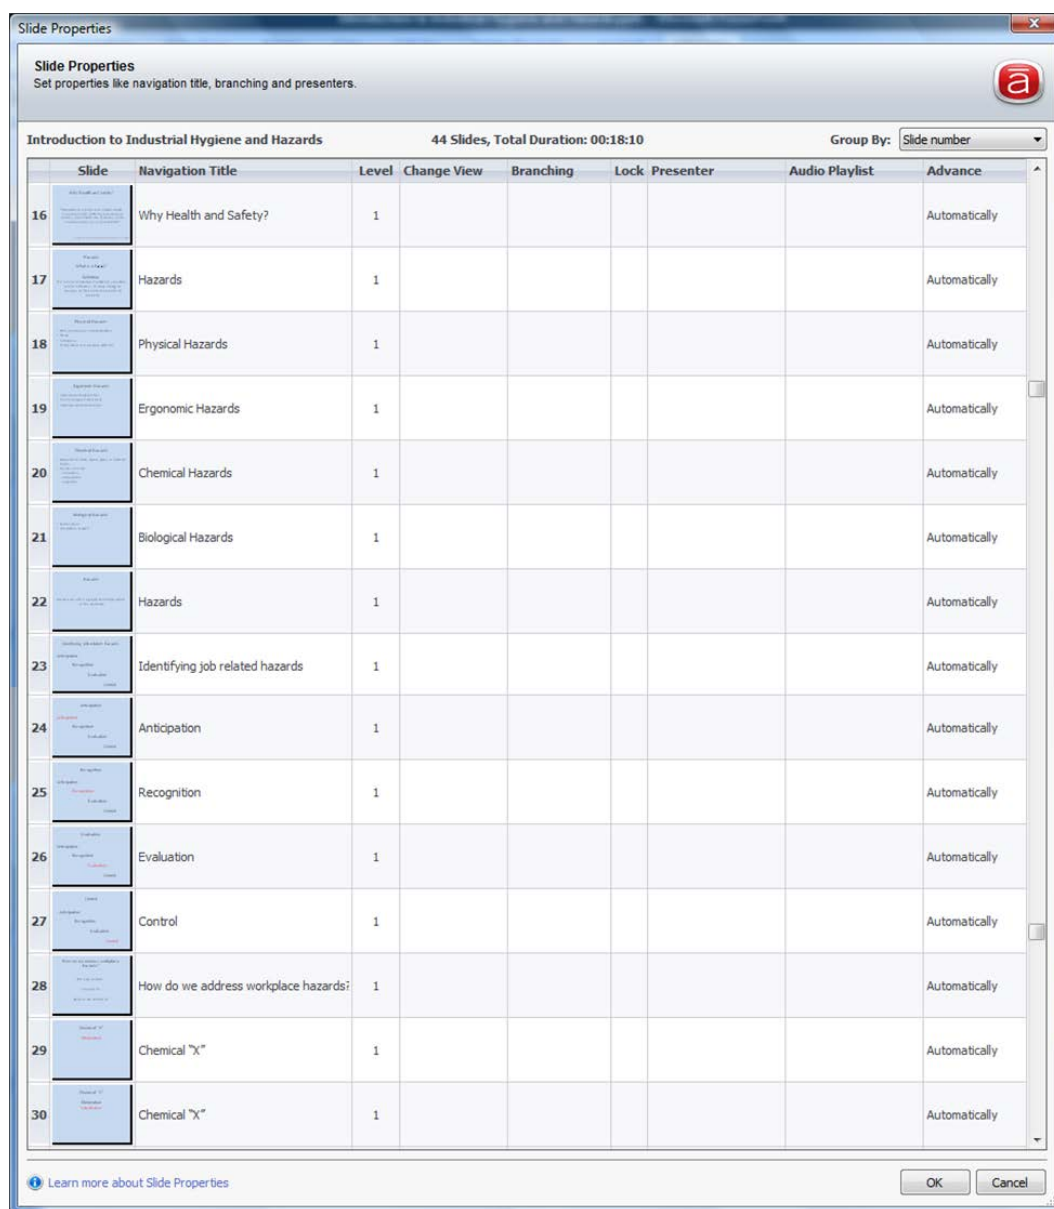 Slide Properties
Slide Properties
Set properties like navigation title, branching and presenters.
Introduction to Industrial Hygiene and Hazards 44 Slides, Total Duration: 00:18:10 Group By: Slide number
Slide Navigation Title Level Change View Branching Lock Presenter Audio Playlist Advance
16 Why Health and Safety? 1 Automatically
17 Hazards 1 Automatically
18 Physical Hazards 1 Automatically
19 Ergonomic Hazards 1 Automatically
20 Chemical Hazards 1 Automatically
21 Biological Hazards 1 Automatically
22 Hazards 1 Automatically
23 Identifying job related hazards 1 Automatically
24 Anticipation 1 Automatically
25 Recognition 1 Automatically
26 Evaluation 1 Automatically
27 Control 1 Automatically
28 How do we address workplace hazards? 1 Automatically
29 Chemical “X” 1 Automatically
30 Chemical “X” 1 Automatically
Learn more about Slide Properties OK Cancel